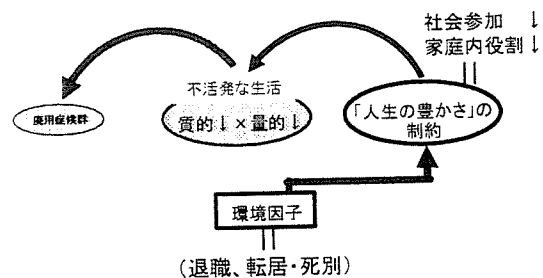 社会参加 ↓
家庭内役割 ↓
不活発な生活
質的↓×量的↓
廃用症候群
「人生の豊かさ」の
制約
環境因子
(退職、転居・死別)